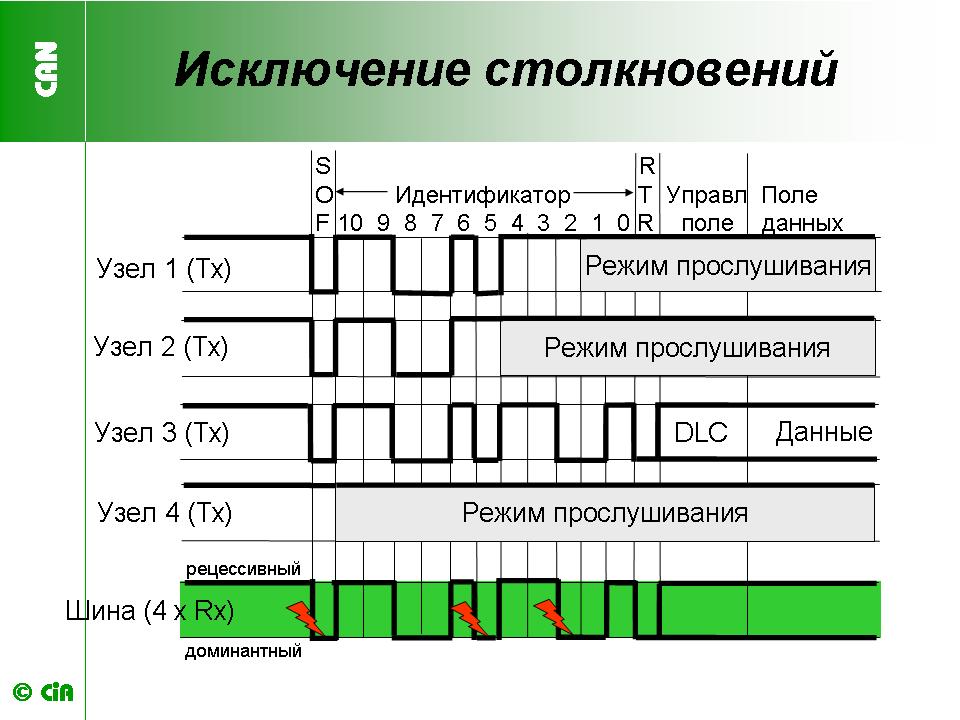 CAN
Исключение столкновений
S
O
F
Идентификатор
10 9 8 7 6 5 4 3 2 1 0
R
T
R
Управл
поле
Поле
данных
Узел 1 (Tx)
Режим прослушивания
Узел 2 (Tx)
Режим прослушивания
Узел 3 (Tx)
DLC
Данные
Узел 4 (Tx)
Режим прослушивания
рецессивный
Шина (4 x Rx)
доминантный
© CiA